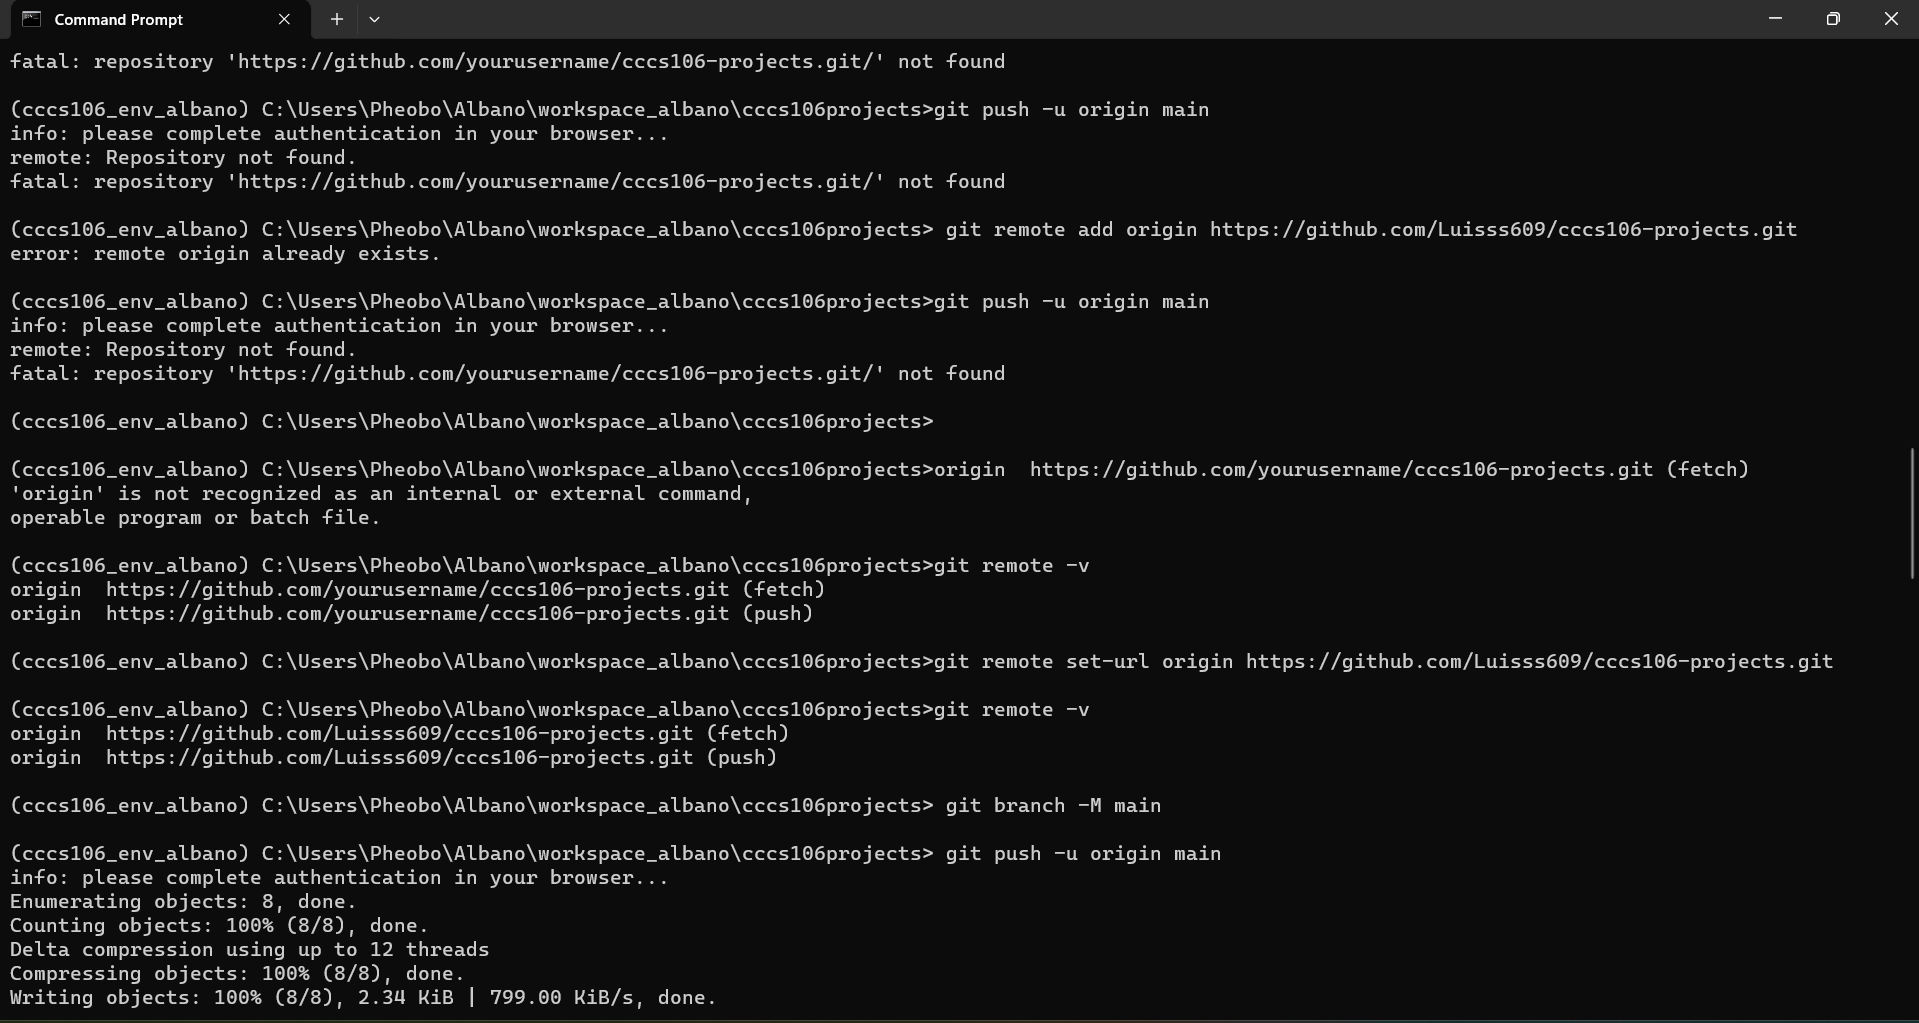 Command Prompt
fatal: repository 'https://github.com/yourusername/cccs106-projects.git/' not found
(cccs106_env_albano) C:\Users\Pheobo\Albano\workspace_albano\cccs106projects>git push -u origin main
info: please complete authentication in your browser...
remote: Repository not found.
fatal: repository 'https://github.com/yourusername/cccs106-projects.git/' not found
(cccs106_env_albano) C:\Users\Pheobo\Albano\workspace_albano\cccs106projects> git remote add origin https://github.com/Luisss609/cccs106-projects.git
error: remote origin already exists.
(cccs106_env_albano) C:\Users\Pheobo\Albano\workspace_albano\cccs106projects>git push -u origin main
info: please complete authentication in your browser...
remote: Repository not found.
fatal: repository 'https://github.com/yourusername/cccs106-projects.git/' not found
(cccs106_env_albano) C:\Users\Pheobo\Albano\workspace_albano\cccs106projects>
(cccs106_env_albano) C:\Users\Pheobo\Albano\workspace_albano\cccs106projects>origin  https://github.com/yourusername/cccs106-projects.git (fetch)
'origin' is not recognized as an internal or external command,
operable program or batch file.
(cccs106_env_albano) C:\Users\Pheobo\Albano\workspace_albano\cccs106projects>git remote -v
origin  https://github.com/yourusername/cccs106-projects.git (fetch)
origin  https://github.com/yourusername/cccs106-projects.git (push)
(cccs106_env_albano) C:\Users\Pheobo\Albano\workspace_albano\cccs106projects>git remote set-url origin https://github.com/Luisss609/cccs106-projects.git
(cccs106_env_albano) C:\Users\Pheobo\Albano\workspace_albano\cccs106projects>git remote -v
origin  https://github.com/Luisss609/cccs106-projects.git (fetch)
origin  https://github.com/Luisss609/cccs106-projects.git (push)
(cccs106_env_albano) C:\Users\Pheobo\Albano\workspace_albano\cccs106projects> git branch -M main
(cccs106_env_albano) C:\Users\Pheobo\Albano\workspace_albano\cccs106projects> git push -u origin main
info: please complete authentication in your browser...
Enumerating objects: 8, done.
Counting objects: 100% (8/8), done.
Delta compression using up to 12 threads
Compressing objects: 100% (8/8), done.
Writing objects: 100% (8/8), 2.34 KiB | 799.00 KiB/s, done.